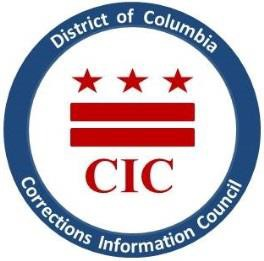 District of Columbia
CIC
Corrections Information Council